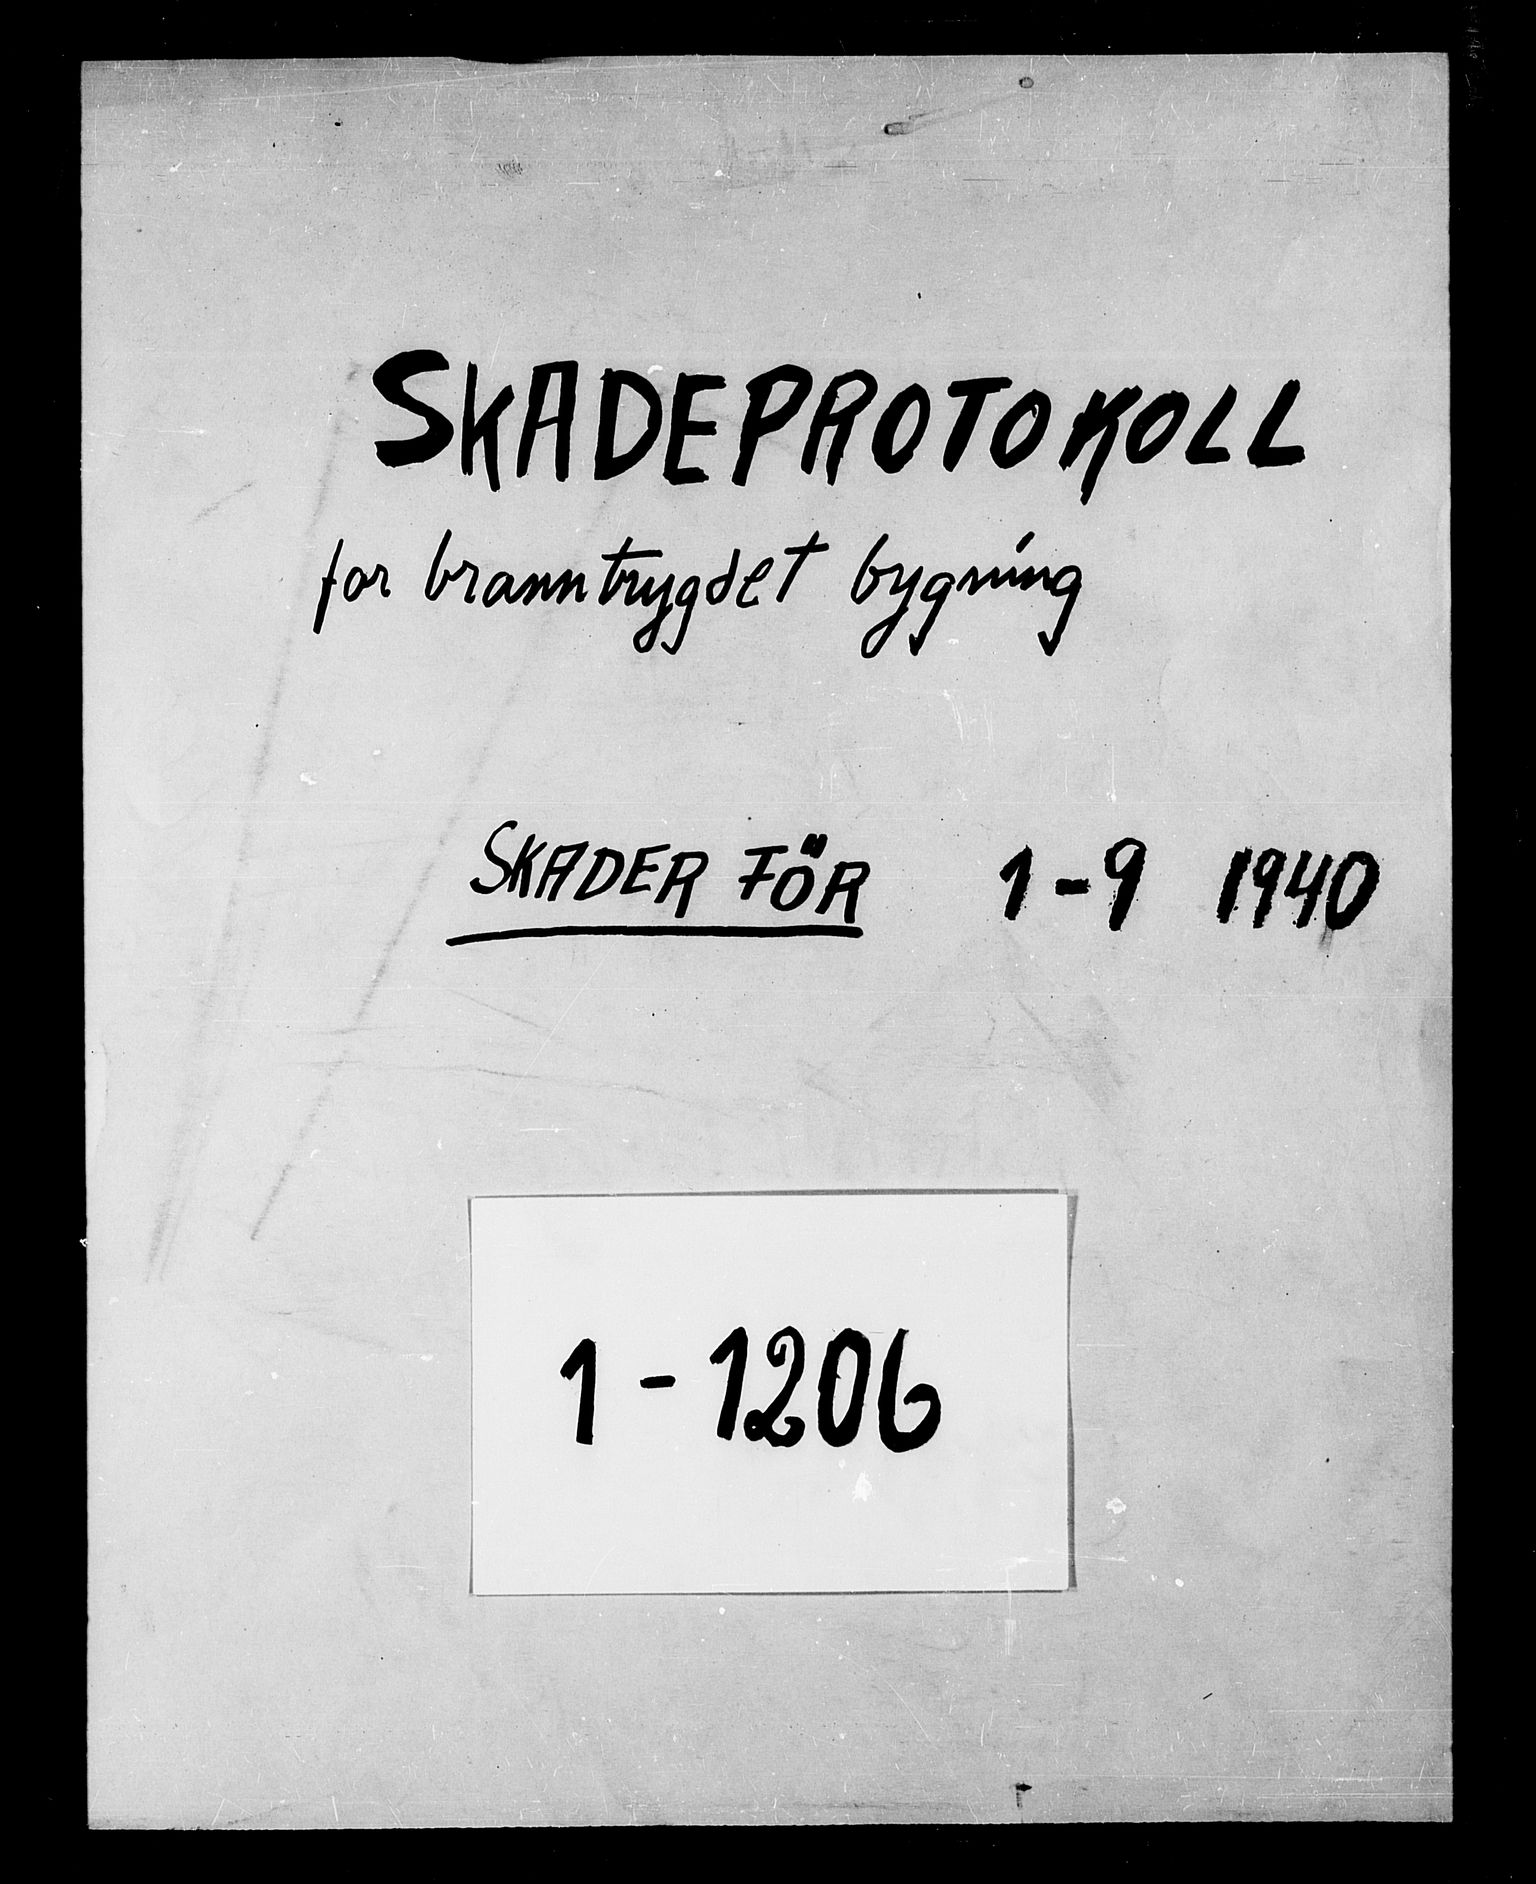 SKADEPROTOKOLL
for branntrygdet bygning
SKADER FÖR 1-9 1940
1-1206